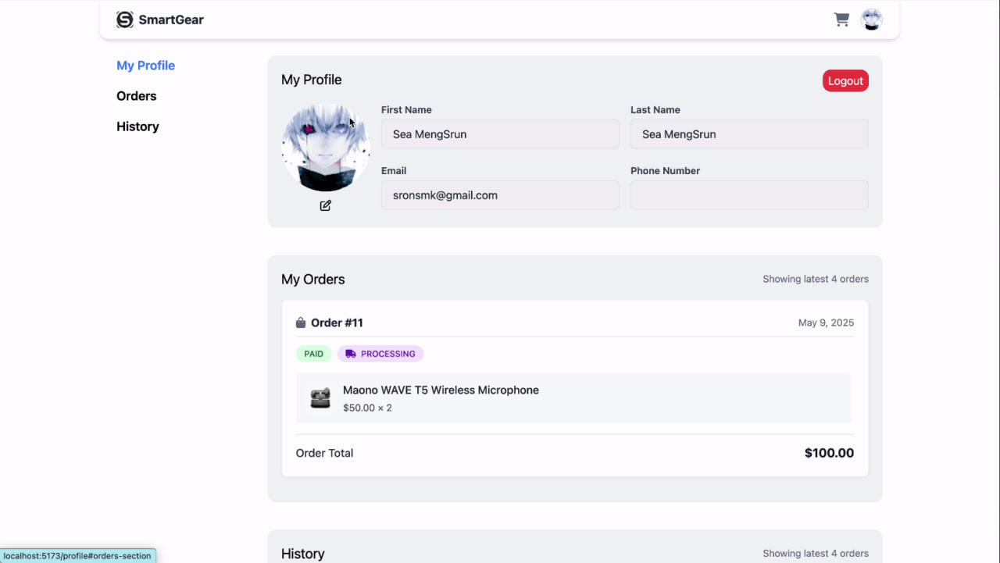 SmartGear
My Profile
Orders
History
My Profile
Logout
First Name
Last Name
Sea MengSrun
Sea MengSrun
Email
Phone Number
sronsmk@gmail.com
My Orders
Showing latest 4 orders
Order #11
May 9, 2025
PAID
PROCESSING
Maono WAVE T5 Wireless Microphone
$50.00 × 2
Order Total
$100.00
History
Showing latest 4 orders
localhost:5173/profile#orders-section